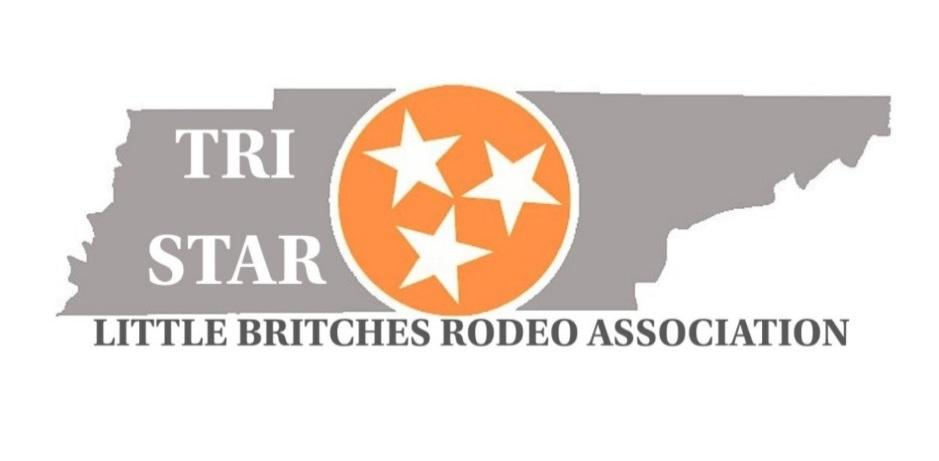 TRI
STAR
LITTLE BRITCHES RODEO ASSOCIATION